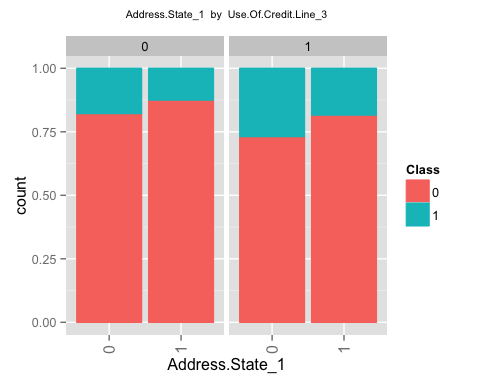 Address.State_1 by Use.Of.Credit.Line_3
0 1
1.00
0.75
0.50
0.25
0.00
count
0 1 0 1
Address.State_1
Class
0
1